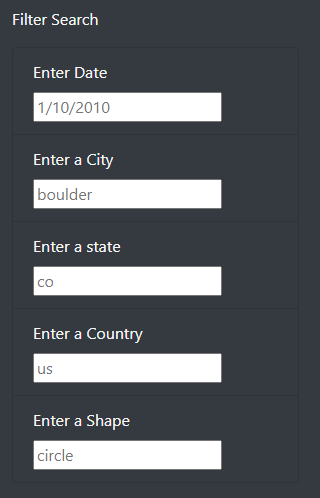 Filter Search
Enter Date
1/10/2010
Enter a City
boulder
Enter a state
co
Enter a Country
us
Enter a Shape
circle